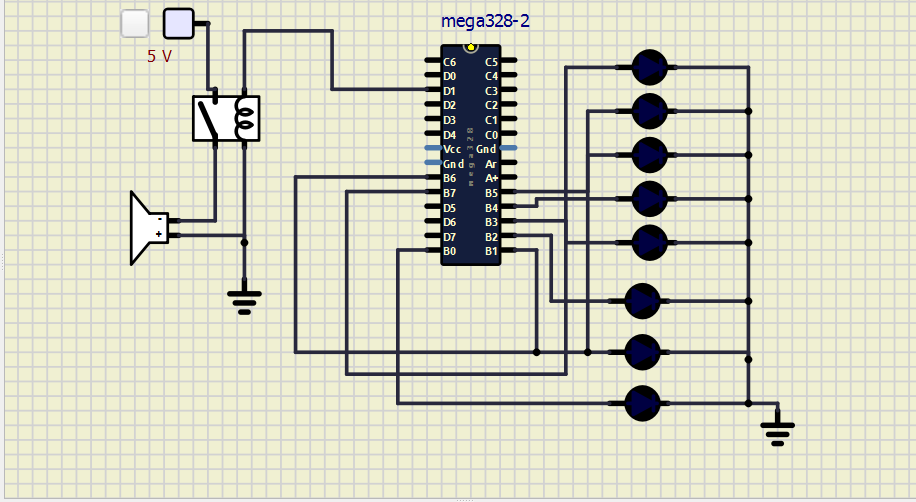 mega328-2
5 V
C6 C5
D0 C4
D1 C3
D2 C2
D3 C1
D4 C0
Vcc Gnd
Gnd Ar
B6 A+
B7 B5
D5 B4
D6 B3
D7 B2
B0 B1
-
+